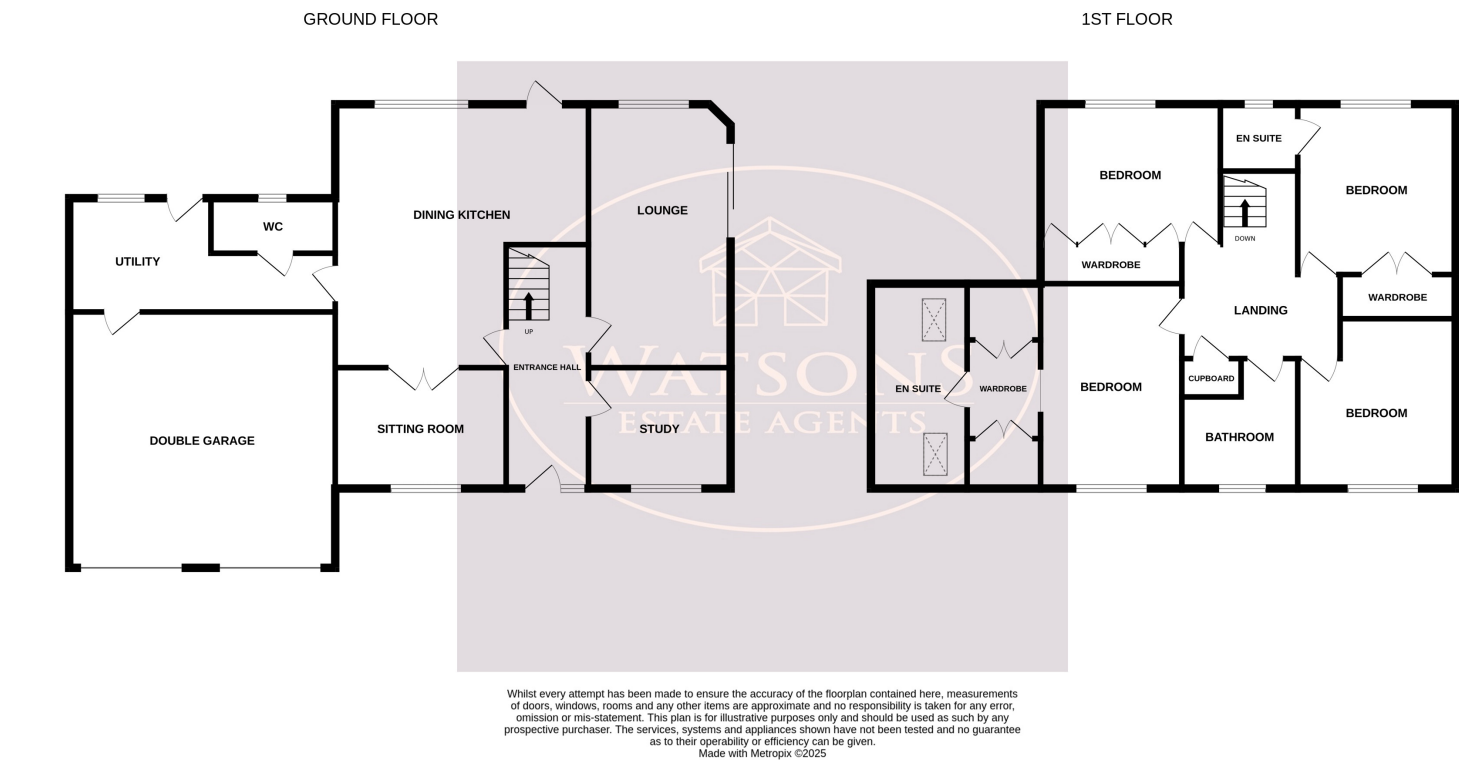 GROUND FLOOR
1ST FLOOR
DINING KITCHEN
LOUNGE
WC
UTILITY
UP
ENTRANCE HALL
DOUBLE GARAGE
SITTING ROOM
STUDY
EN SUITE
BEDROOM
BEDROOM
DOWN
WARDROBE
WARDROBE
LANDING
CUPBOARD
EN SUITE
WARDROBE
BEDROOM
BEDROOM
BATHROOM
WATSONS
ESTATE AGENTS
Whilst every attempt has been made to ensure the accuracy of the floorplan contained here, measurements
of doors, windows, rooms and any other items are approximate and no responsibility is taken for any error,
omission or mis-statement. This plan is for illustrative purposes only and should be used as such by any
prospective purchaser. The services, systems and appliances shown have not been tested and no guarantee
as to their operability or efficiency can be given.
Made with Metropix ©2025